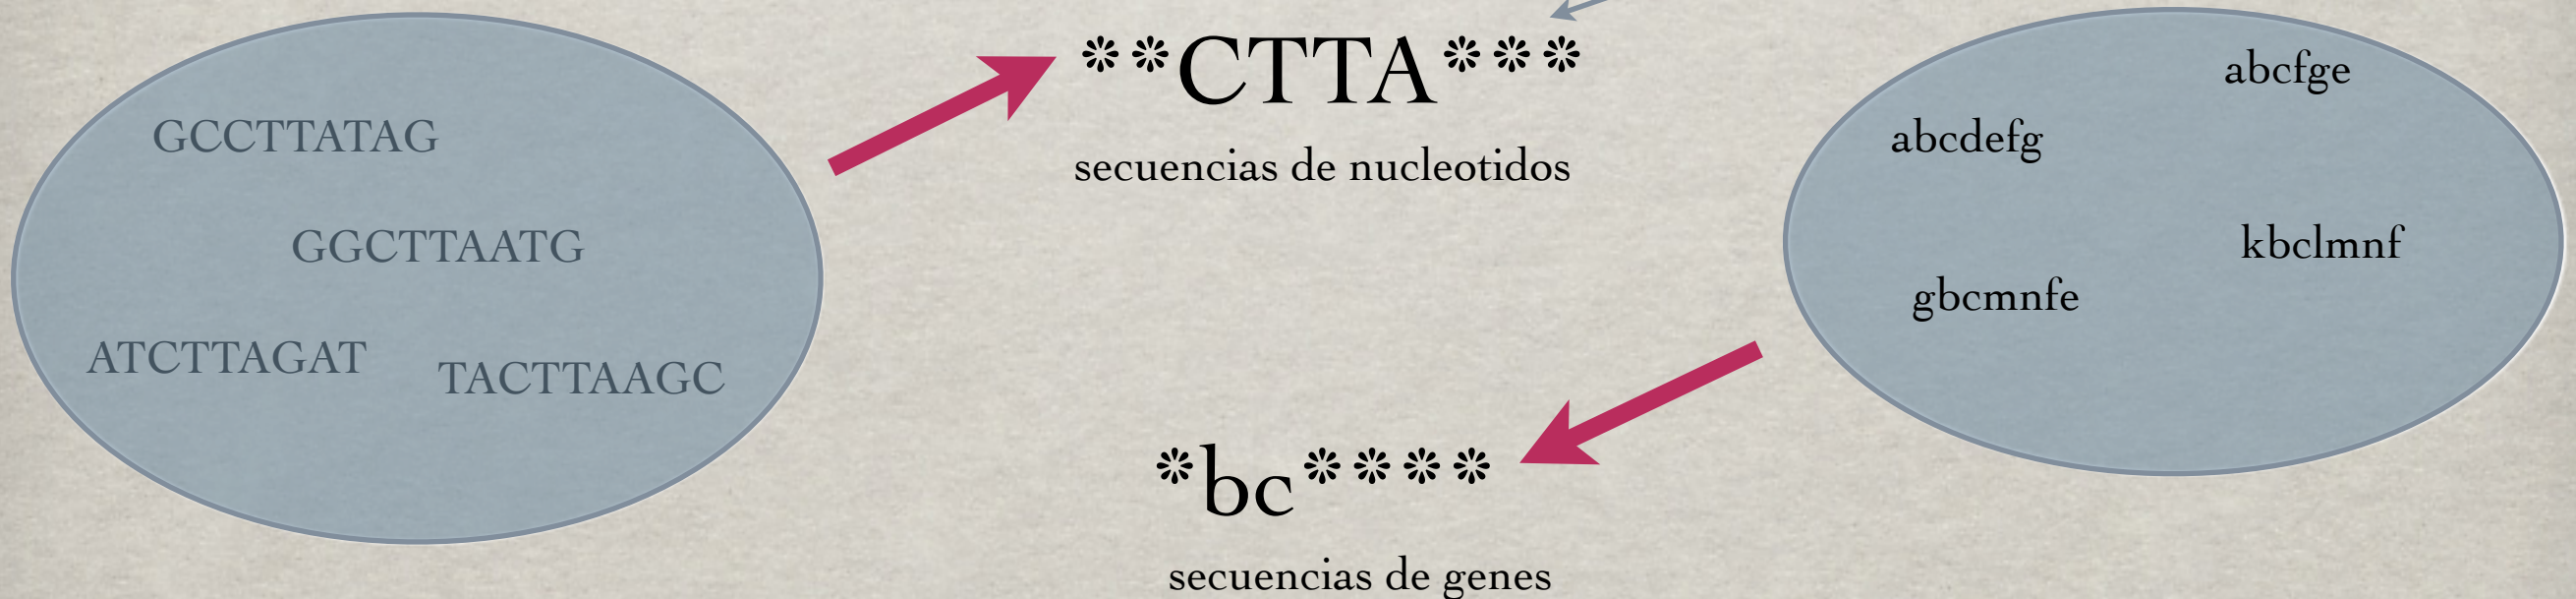 GCCTTATAG
GGCTTAATG
ATCTTAGAT
TACTTAAGC
**CTTA***
secuencias de nucleotidos
*bc****
secuencias de genes
abcfge
abcdefg
kbclmnf
gbcmnfe